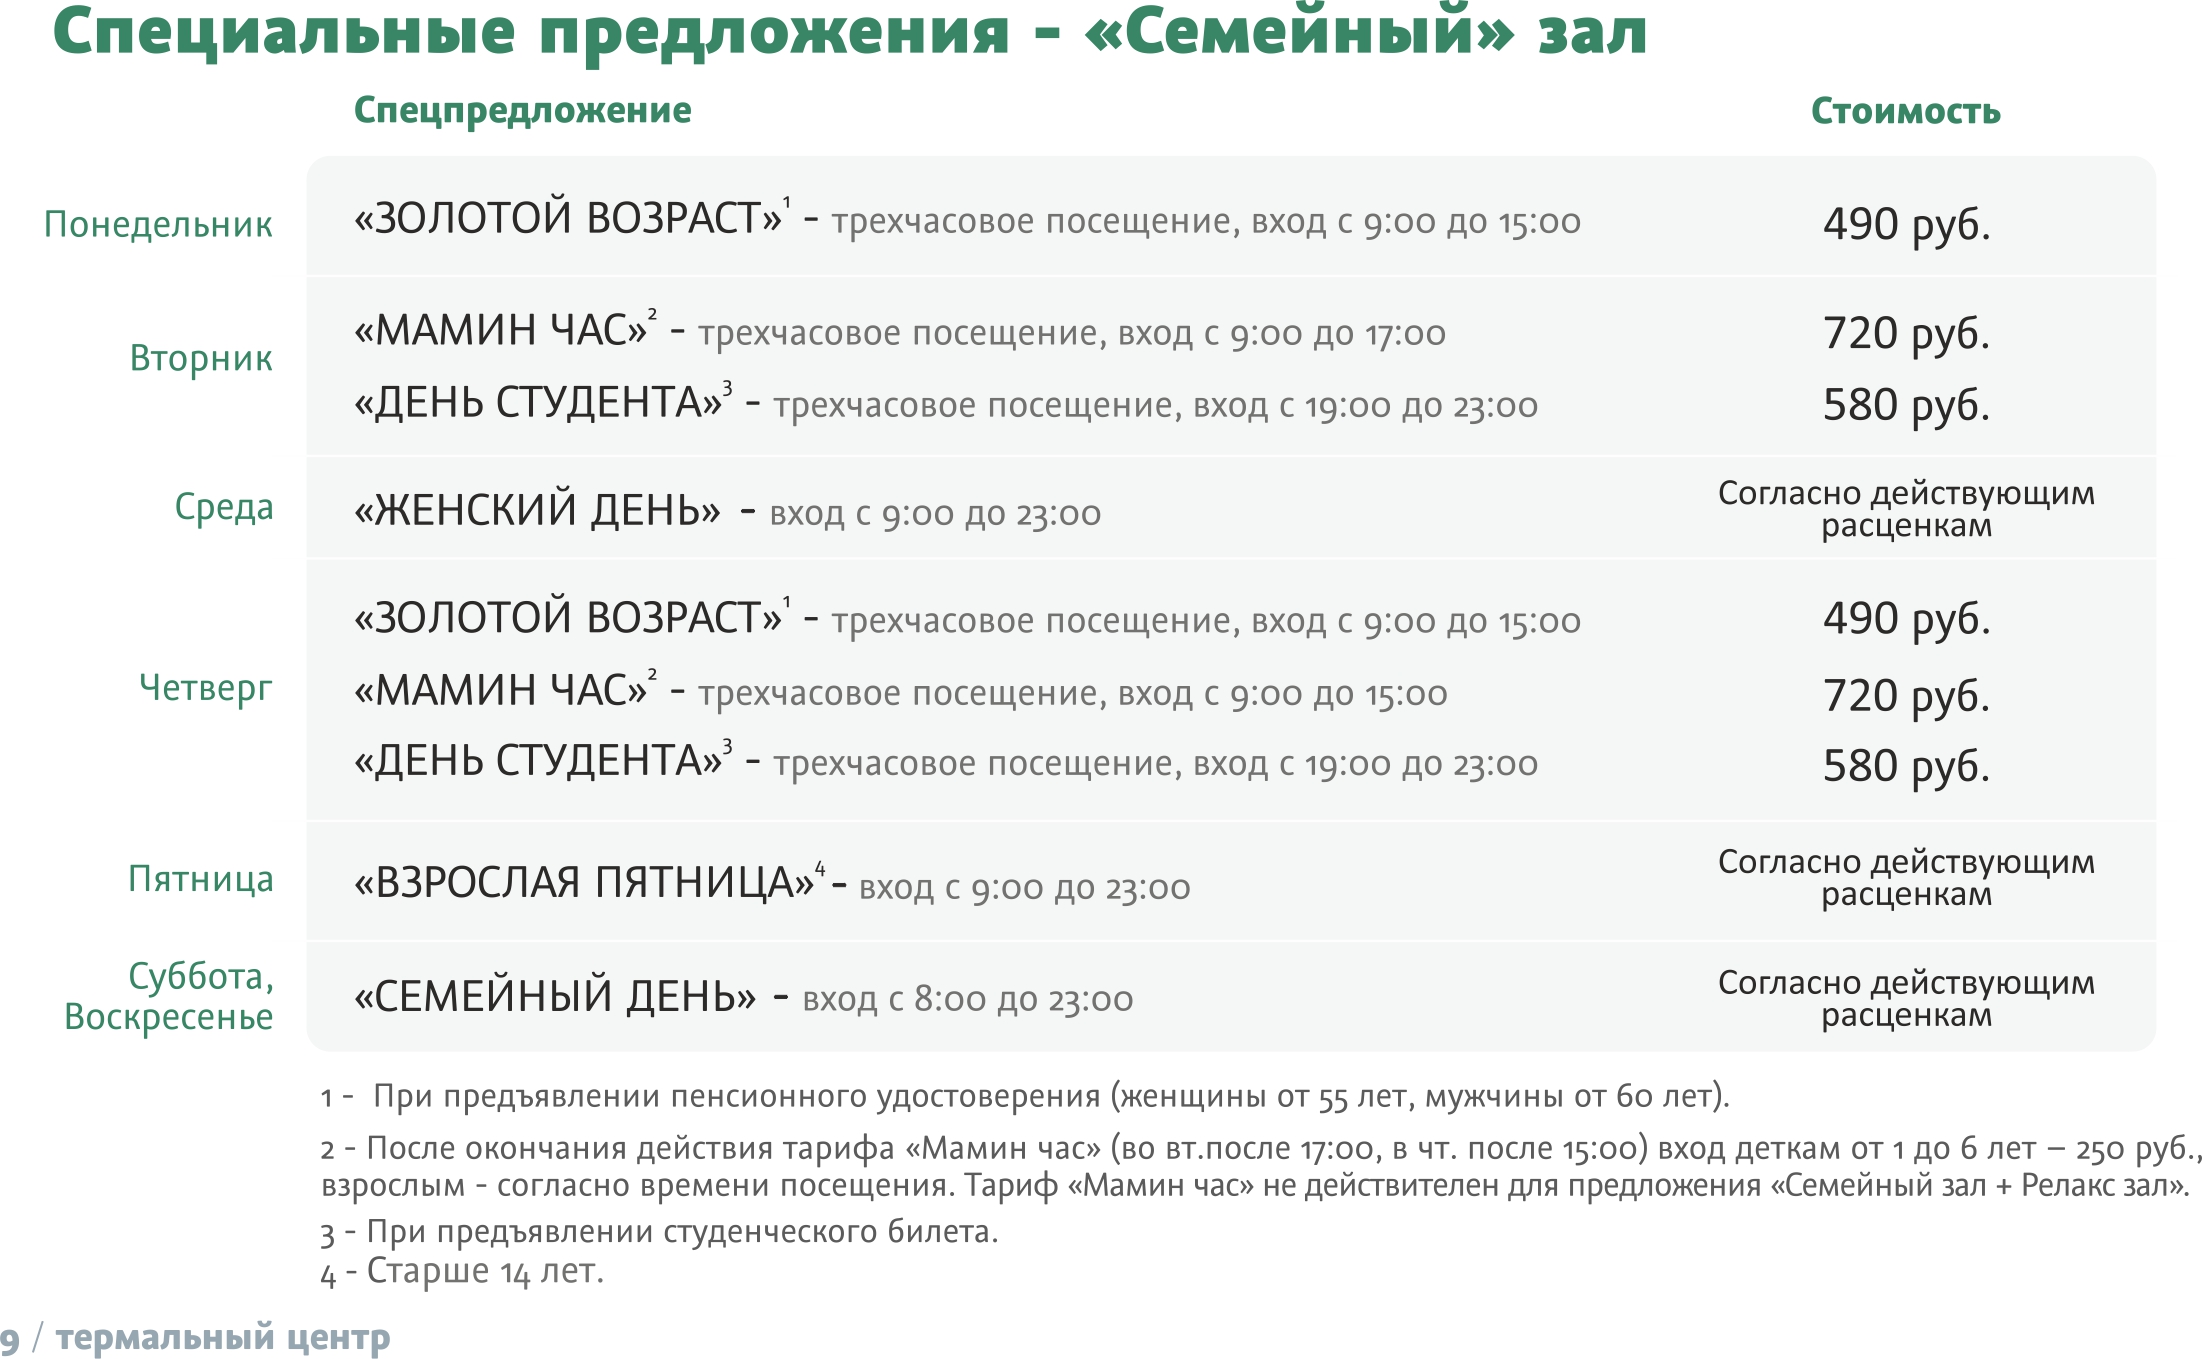 Специальные предложения - «Семейный» зал
Спецпредложение Стоимость
Понедельник «ЗОЛОТОЙ ВОЗРАСТ»¹ - трехчасовое посещение, вход с 9:00 до 15:00 490 руб.
Вторник
«МАМИН ЧАС»² - трехчасовое посещение, вход с 9:00 до 17:00 720 руб.
«ДЕНЬ СТУДЕНТА»³ - трехчасовое посещение, вход с 19:00 до 23:00 580 руб.
Среда «ЖЕНСКИЙ ДЕНЬ» - вход с 9:00 до 23:00 Согласно действующим
расценкам
Четверг
«ЗОЛОТОЙ ВОЗРАСТ»¹ - трехчасовое посещение, вход с 9:00 до 15:00 490 руб.
«МАМИН ЧАС»² - трехчасовое посещение, вход с 9:00 до 15:00 720 руб.
«ДЕНЬ СТУДЕНТА»³ - трехчасовое посещение, вход с 19:00 до 23:00 580 руб.
Пятница «ВЗРОСЛАЯ ПЯТНИЦА»⁴ - вход с 9:00 до 23:00 Согласно действующим
расценкам
Суббота,
Воскресенье
«СЕМЕЙНЫЙ ДЕНЬ» - вход с 8:00 до 23:00 Согласно действующим
расценкам
1 - При предъявлении пенсионного удостоверения (женщины от 55 лет, мужчины от 60 лет).
2 - После окончания действия тарифа «Мамин час» (во вт.после 17:00, в чт. после 15:00) вход деткам от 1 до 6 лет – 250 руб.,
взрослым - согласно времени посещения. Тариф «Мамин час» не действителен для предложения «Семейный зал + Релакс зал».
3 - При предъявлении студенческого билета.
4 - Старше 14 лет.
9 / термальный центр